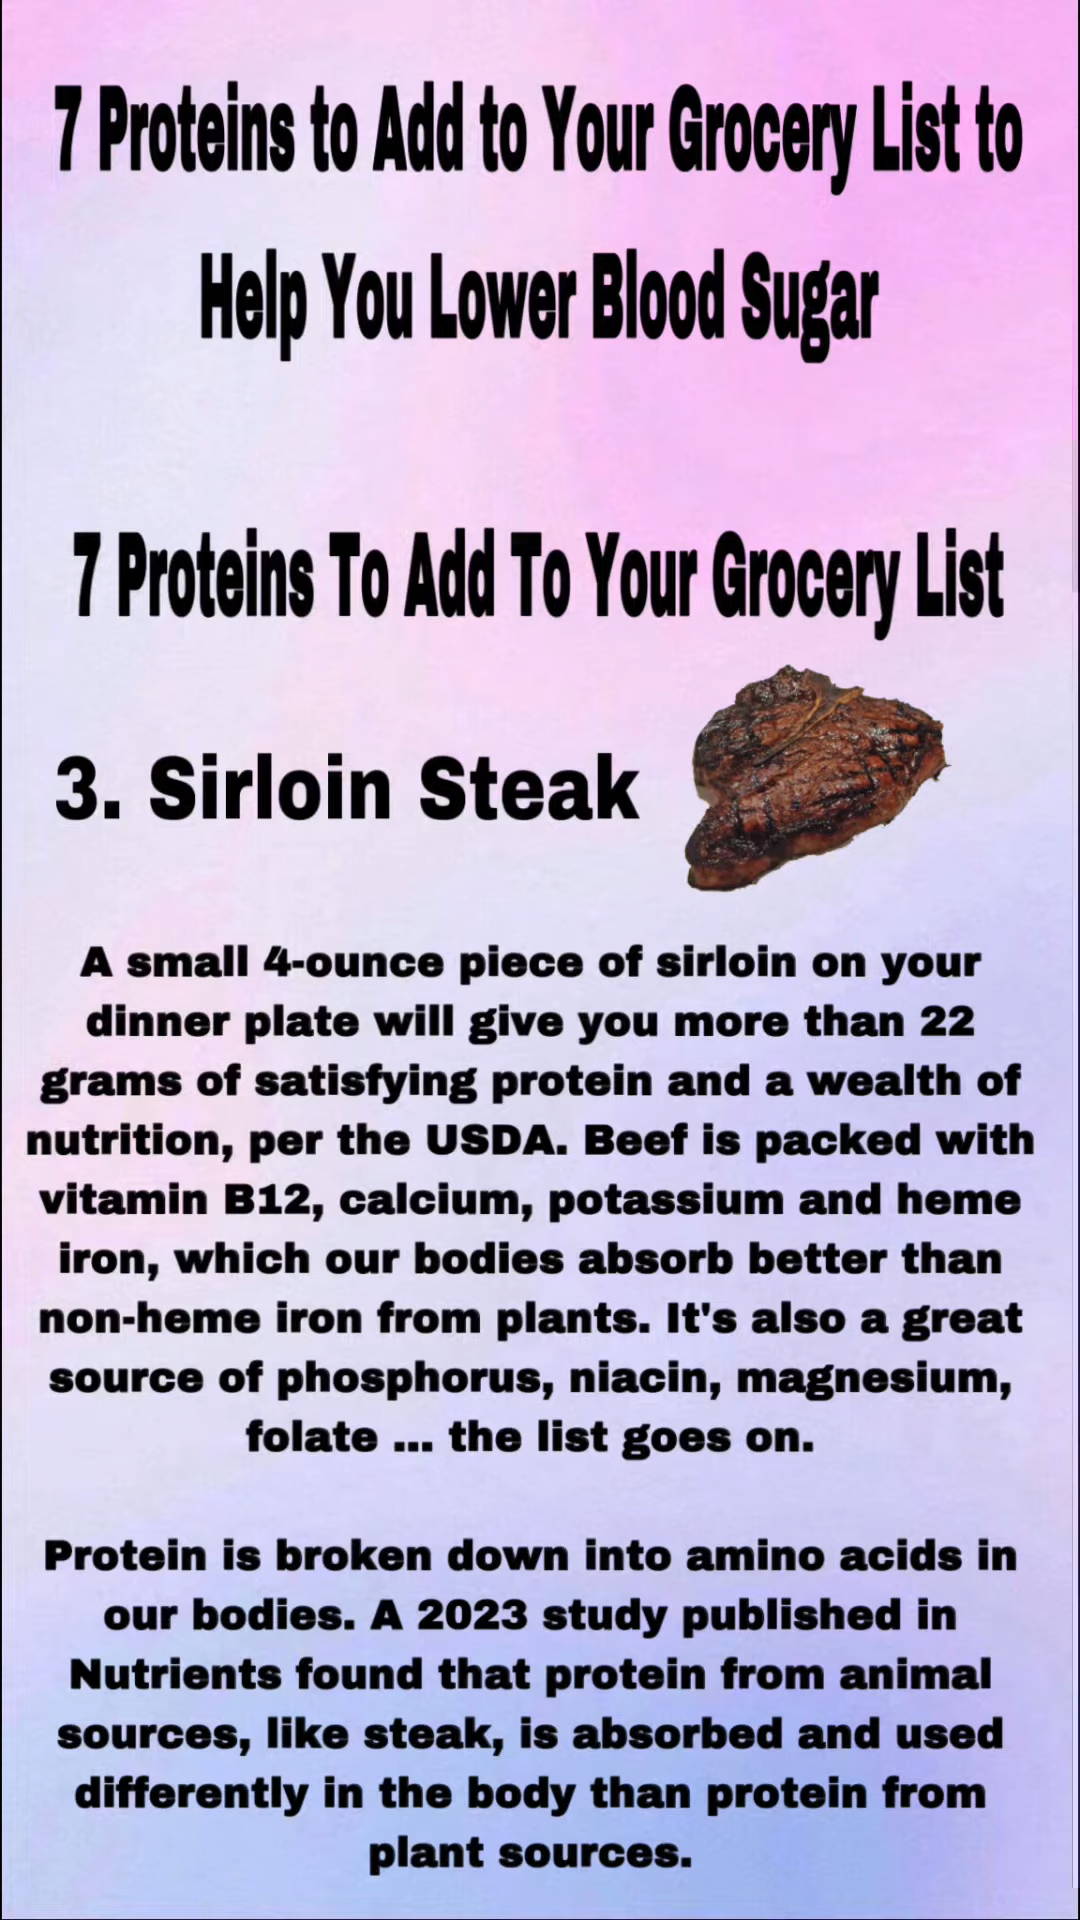 7 Proteins to Add to Your Grocery List to
Help You Lower Blood Sugar
7 Proteins To Add To Your Grocery List
3. Sirloin Steak
A small 4-ounce piece of sirloin on your
dinner plate will give you more than 22
grams of satisfying protein and a wealth of
nutrition, per the USDA. Beef is packed with
vitamin B12, calcium, potassium and heme
iron, which our bodies absorb better than
non-heme iron from plants. It's also a great
source of phosphorus, niacin, magnesium,
folate ... the list goes on.
Protein is broken down into amino acids in
our bodies. A 2023 study published in
Nutrients found that protein from animal
sources, like steak, is absorbed and used
differently in the body than protein from
plant sources.